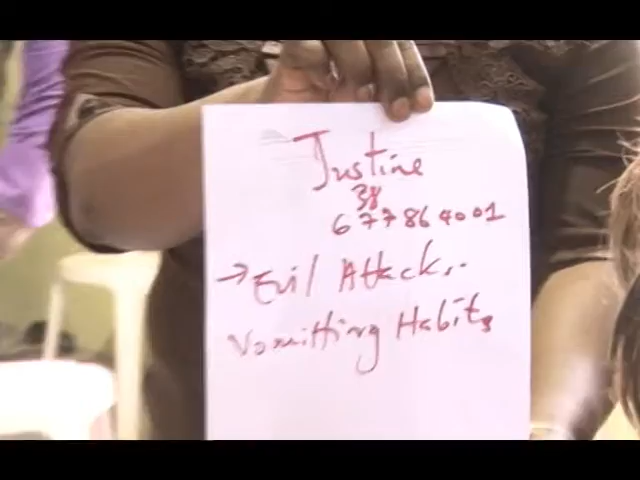 Justine
38
677864001
→ Evil Attack..
Vomitting Habits